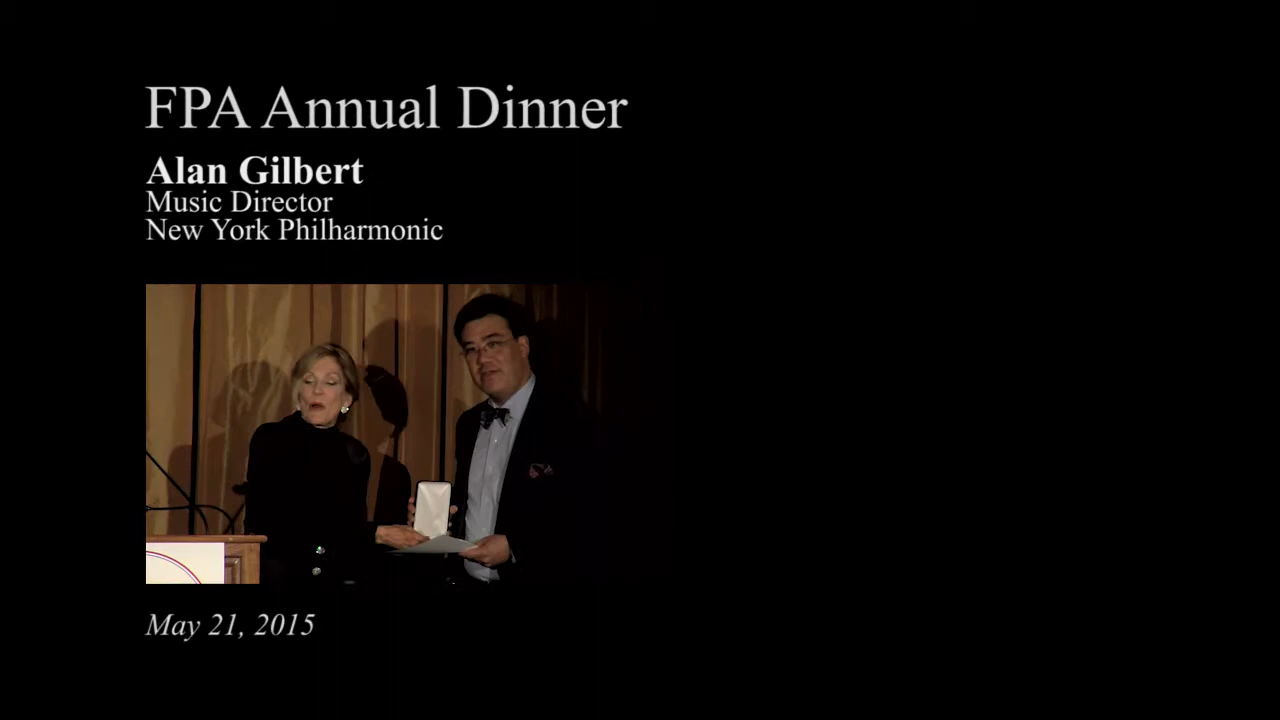 FPA Annual Dinner
Alan Gilbert
Music Director
New York Philharmonic
May 21, 2015